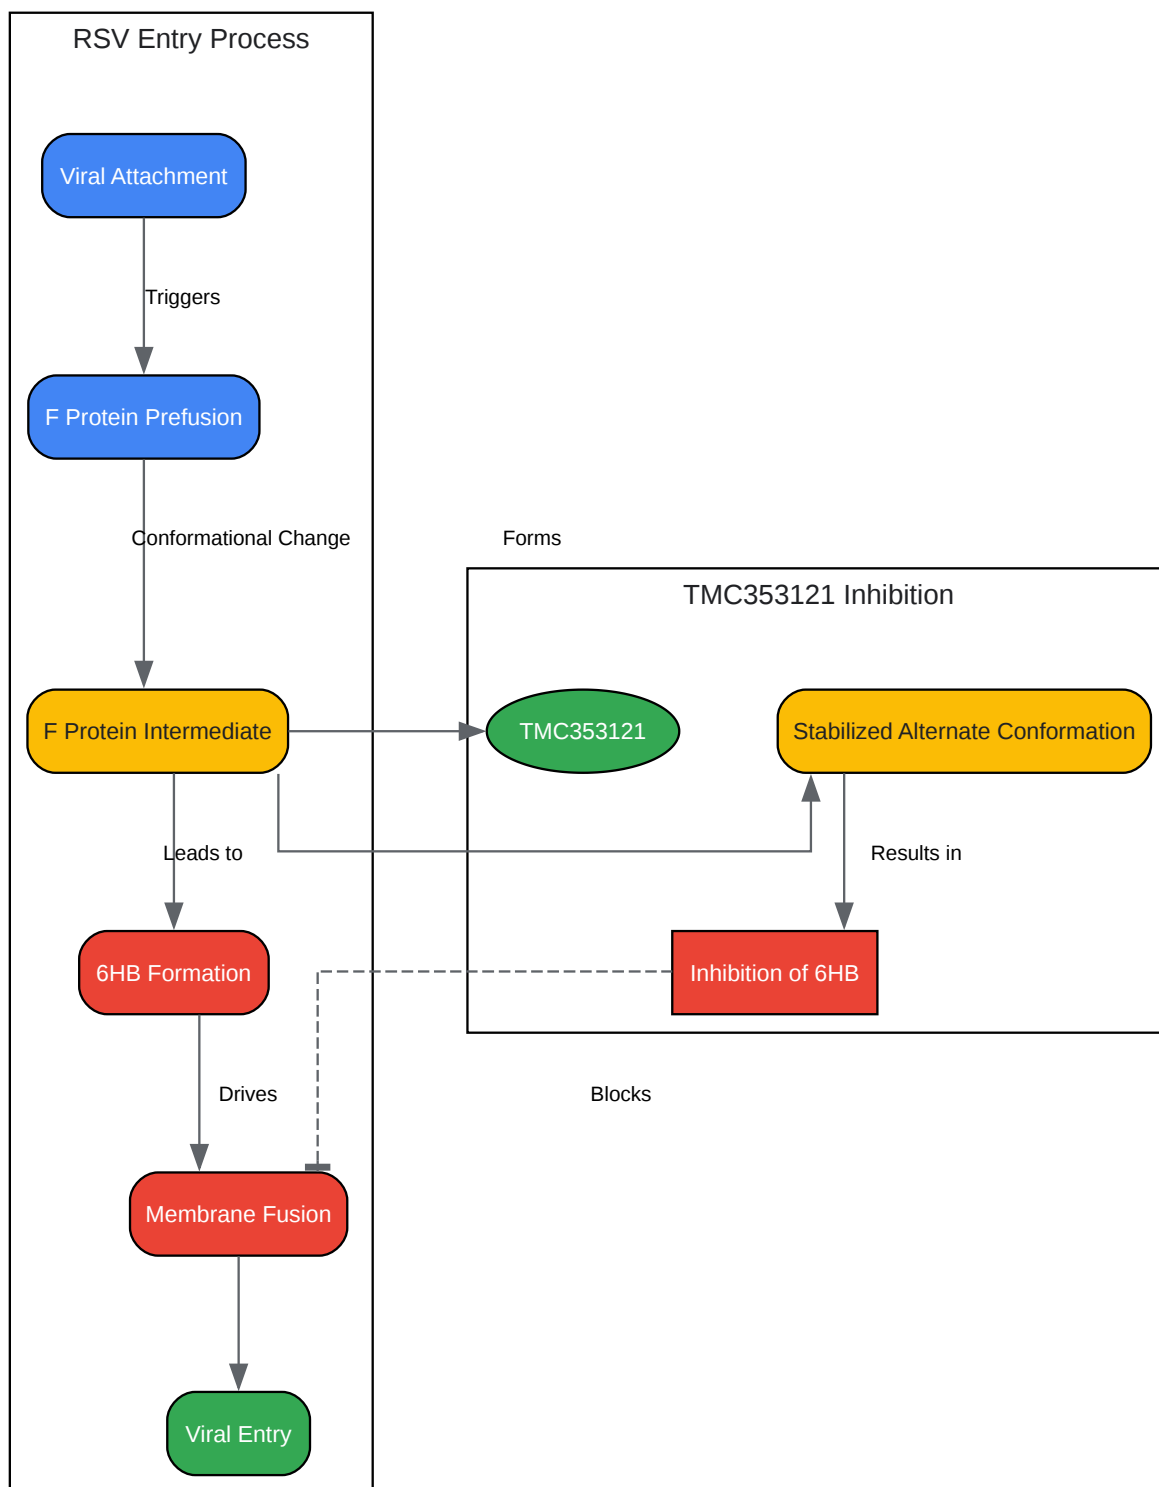 RSV Entry Process
Viral Attachment
Triggers
F Protein Prefusion
Conformational Change
Forms
TMC353121 Inhibition
F Protein Intermediate
TMC353121
Stabilized Alternate Conformation
Leads to
Results in
6HB Formation
Inhibition of 6HB
Drives
Blocks
Membrane Fusion
Viral Entry